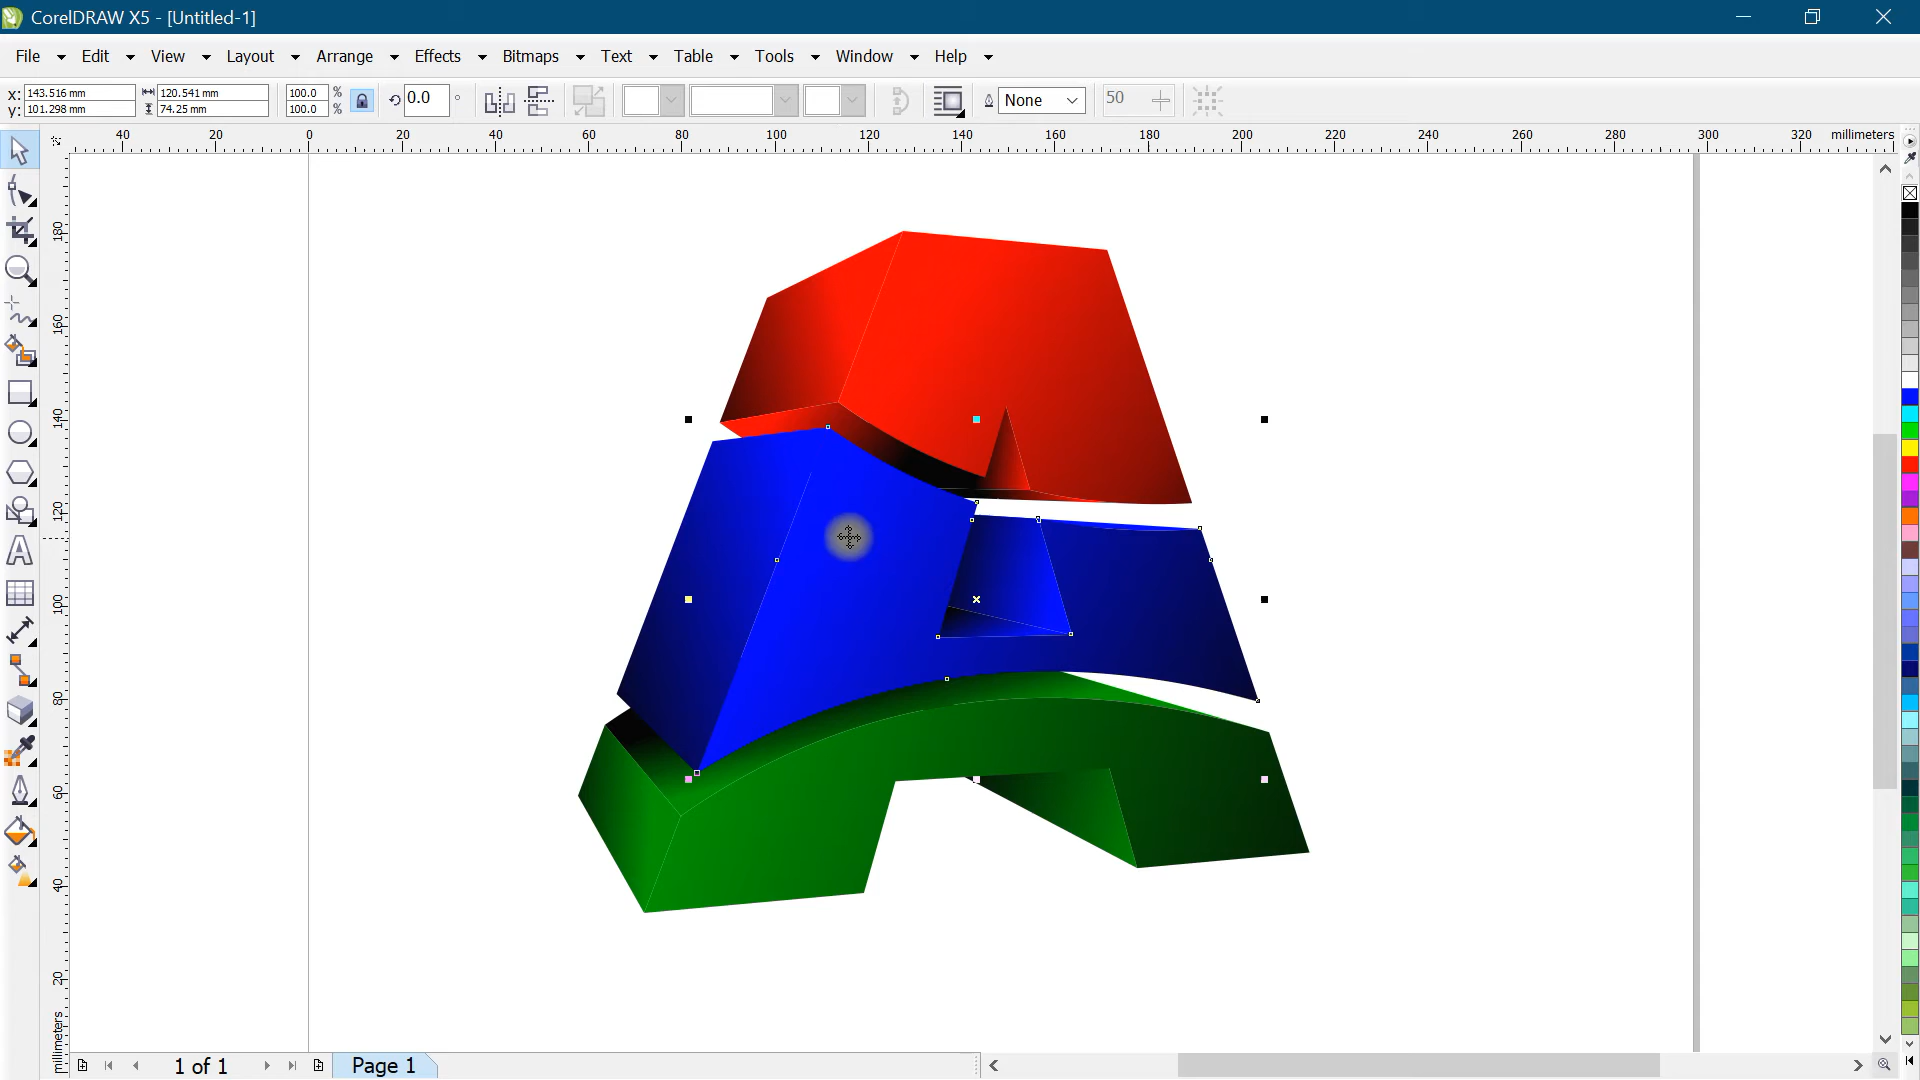 CorelDRAW X5 - [Untitled-1]
File Edit View Layout Arrange Effects Bitmaps Text Table Tools Window Help
x: 143.516 mm 120.541 mm 100.0 % 0.0 ° None 50
y: 101.298 mm 74.25 mm 100.0 %
40 20 0 20 40 60 80 100 120 140 160 180 200 220 240 260 280 300 320 millimeters
180
160
140
120
100
80
60
40
20
millimeters
1 of 1 Page 1